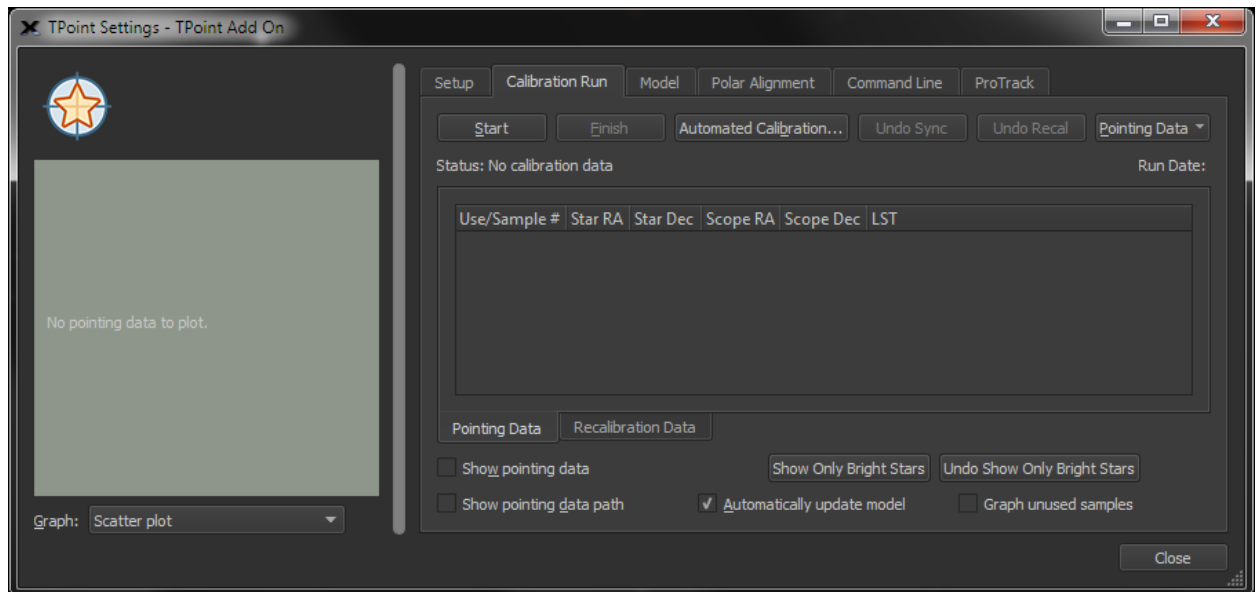 TPoint Settings - TPoint Add On
Setup Calibration Run Model Polar Alignment Command Line ProTrack
Start Finish Automated Calibration... Undo Sync Undo Recal Pointing Data
Status: No calibration data Run Date:
Use/Sample # Star RA Star Dec Scope RA Scope Dec LST
No pointing data to plot.
Pointing Data Recalibration Data
Show pointing data Show Only Bright Stars Undo Show Only Bright Stars
Show pointing data path Automatically update model Graph unused samples
Graph: Scatter plot
Close